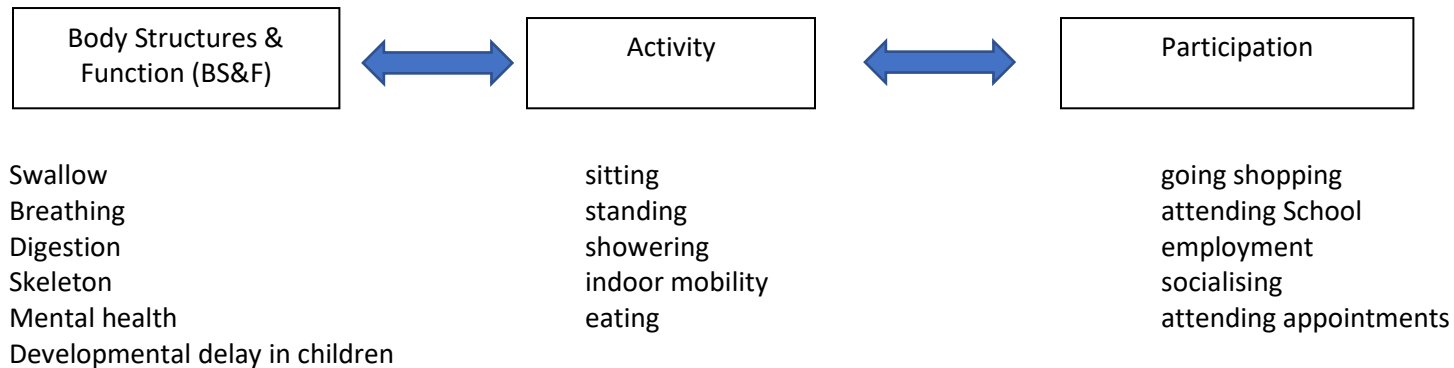 Body Structures &
Function (BS&F)
Activity
Participation
Swallow
Breathing
Digestion
Skeleton
Mental health
Developmental delay in children
sitting
standing
showering
indoor mobility
eating
going shopping
attending School
employment
socialising
attending appointments